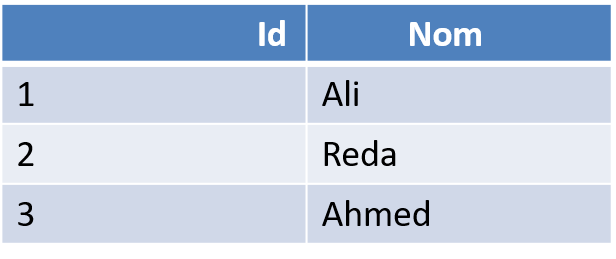 Id Nom
1 Ali
2 Reda
3 Ahmed